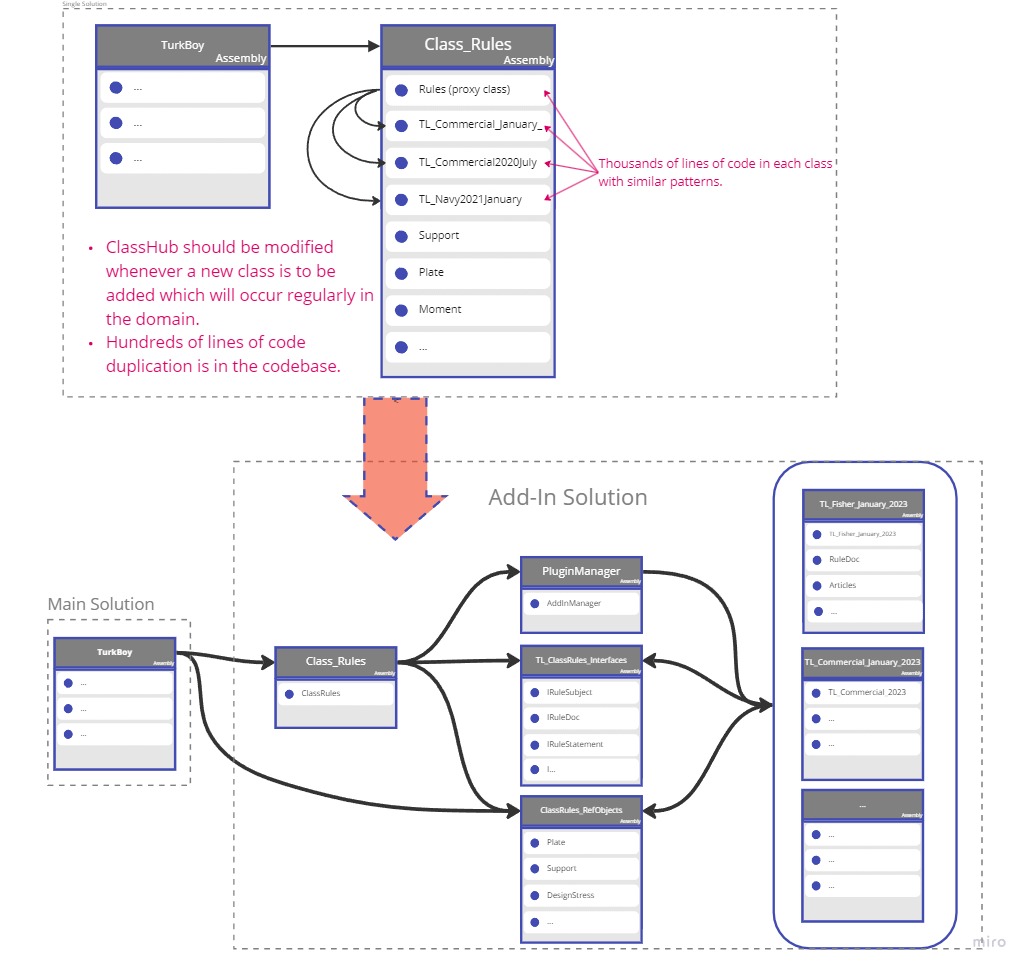 Single Solution
TurkBoy
Assembly
...
...
...
Class_Rules
Assembly
Rules (proxy class)
TL_Commercial_January_
TL_Commercial2020July
TL_Navy2021January
Support
Plate
Moment
...
Thousands of lines of code in each class
with similar patterns.
• ClassHub should be modified
whenever a new class is to be
added which will occur regularly in
the domain.
• Hundreds of lines of code
duplication is in the codebase.
Add-In Solution
Main Solution
TurkBoy
Assembly
...
...
...
Class_Rules
Assembly
ClassRules
PluginManager
Assembly
AddInManager
TL_ClassRules_Interfaces
Assembly
IRuleSubject
IRuleDoc
IRuleStatement
I...
ClassRules_RefObjects
Assembly
Plate
Support
DesignStress
...
TL_Fisher_January_2023
Assembly
TL_Fisher_January_2023
RuleDoc
Articles
...
TL_Commercial_January_2023
Assembly
TL_Commercial_2023
...
...
...
Assembly
...
...
...
miro